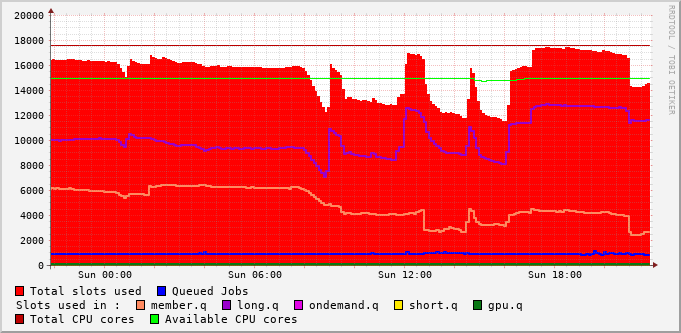 20000
18000
16000
14000
12000
10000
8000
6000
4000
2000
0
Sun 00:00 Sun 06:00 Sun 12:00 Sun 18:00
RRDTOOL / TOBI OETIKER
Total slots used Queued Jobs
Slots used in : member.q long.q ondemand.q short.q gpu.q
Total CPU cores Available CPU cores